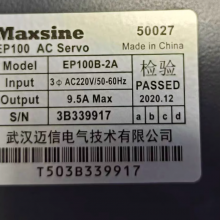 Maxsine 50027
EP100 AC Servo Made in China
Model EP100B-2A 检验
Input 3Φ AC220V/50-60Hz PASSED
Output 9.5A Max 2020.12
S/N 3B339917 a b c d
武汉迈信电气技术有限公司
T503B339917